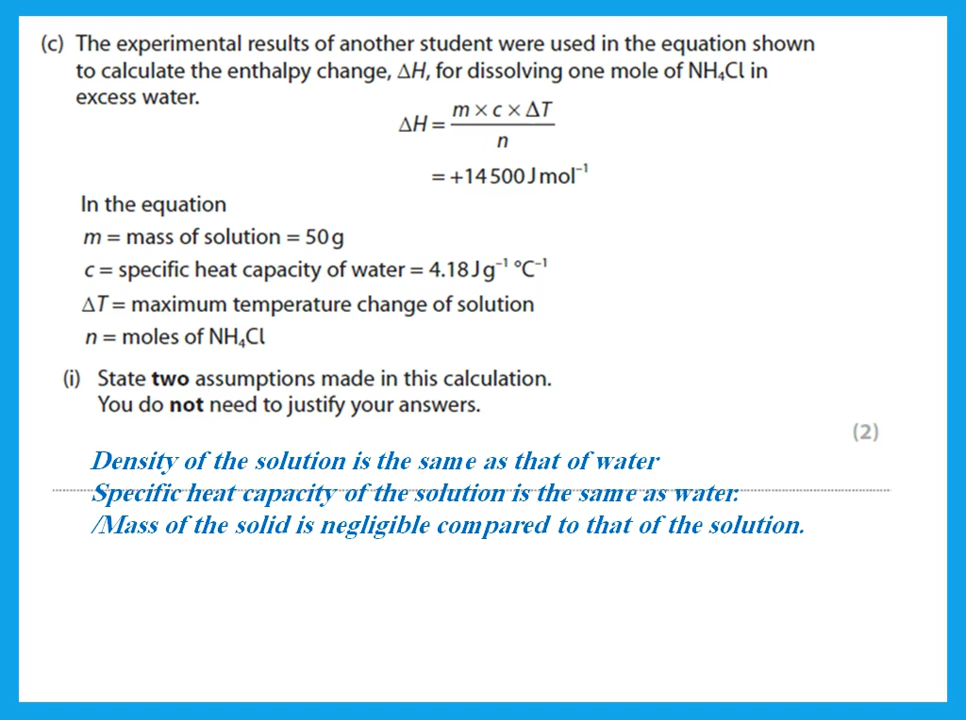 (c) The experimental results of another student were used in the equation shown
to calculate the enthalpy change, ΔH, for dissolving one mole of NH₄Cl in
excess water.
ΔH = m × c × ΔT / n
= +14 500 J mol⁻¹
In the equation
m = mass of solution = 50 g
c = specific heat capacity of water = 4.18 J g⁻¹ °C⁻¹
ΔT = maximum temperature change of solution
n = moles of NH₄Cl
(i) State two assumptions made in this calculation.
You do not need to justify your answers.
(2)
Density of the solution is the same as that of water
Specific heat capacity of the solution is the same as water.
/Mass of the solid is negligible compared to that of the solution.